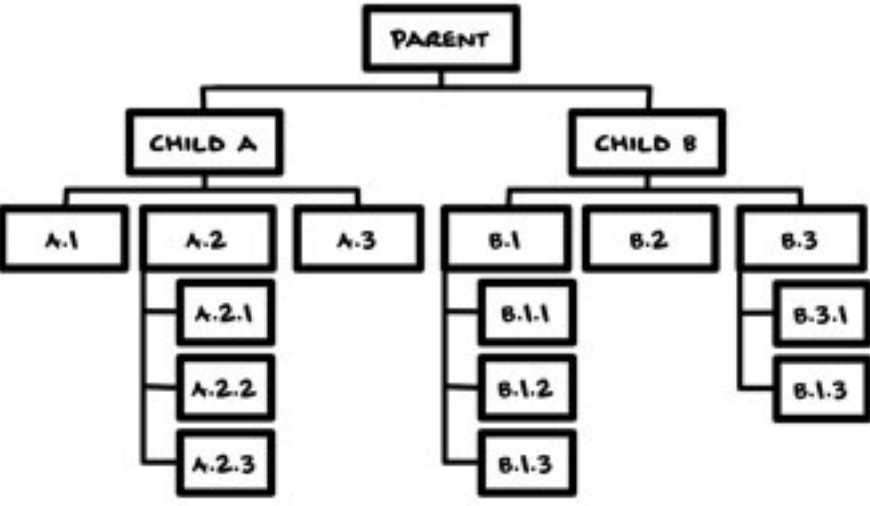 PARENT
CHILD A
CHILD B
A.1
A.2
A.3
B.1
B.2
B.3
A.2.1
B.1.1
B.3.1
A.2.2
B.1.2
B.1.3
A.2.3
B.1.3